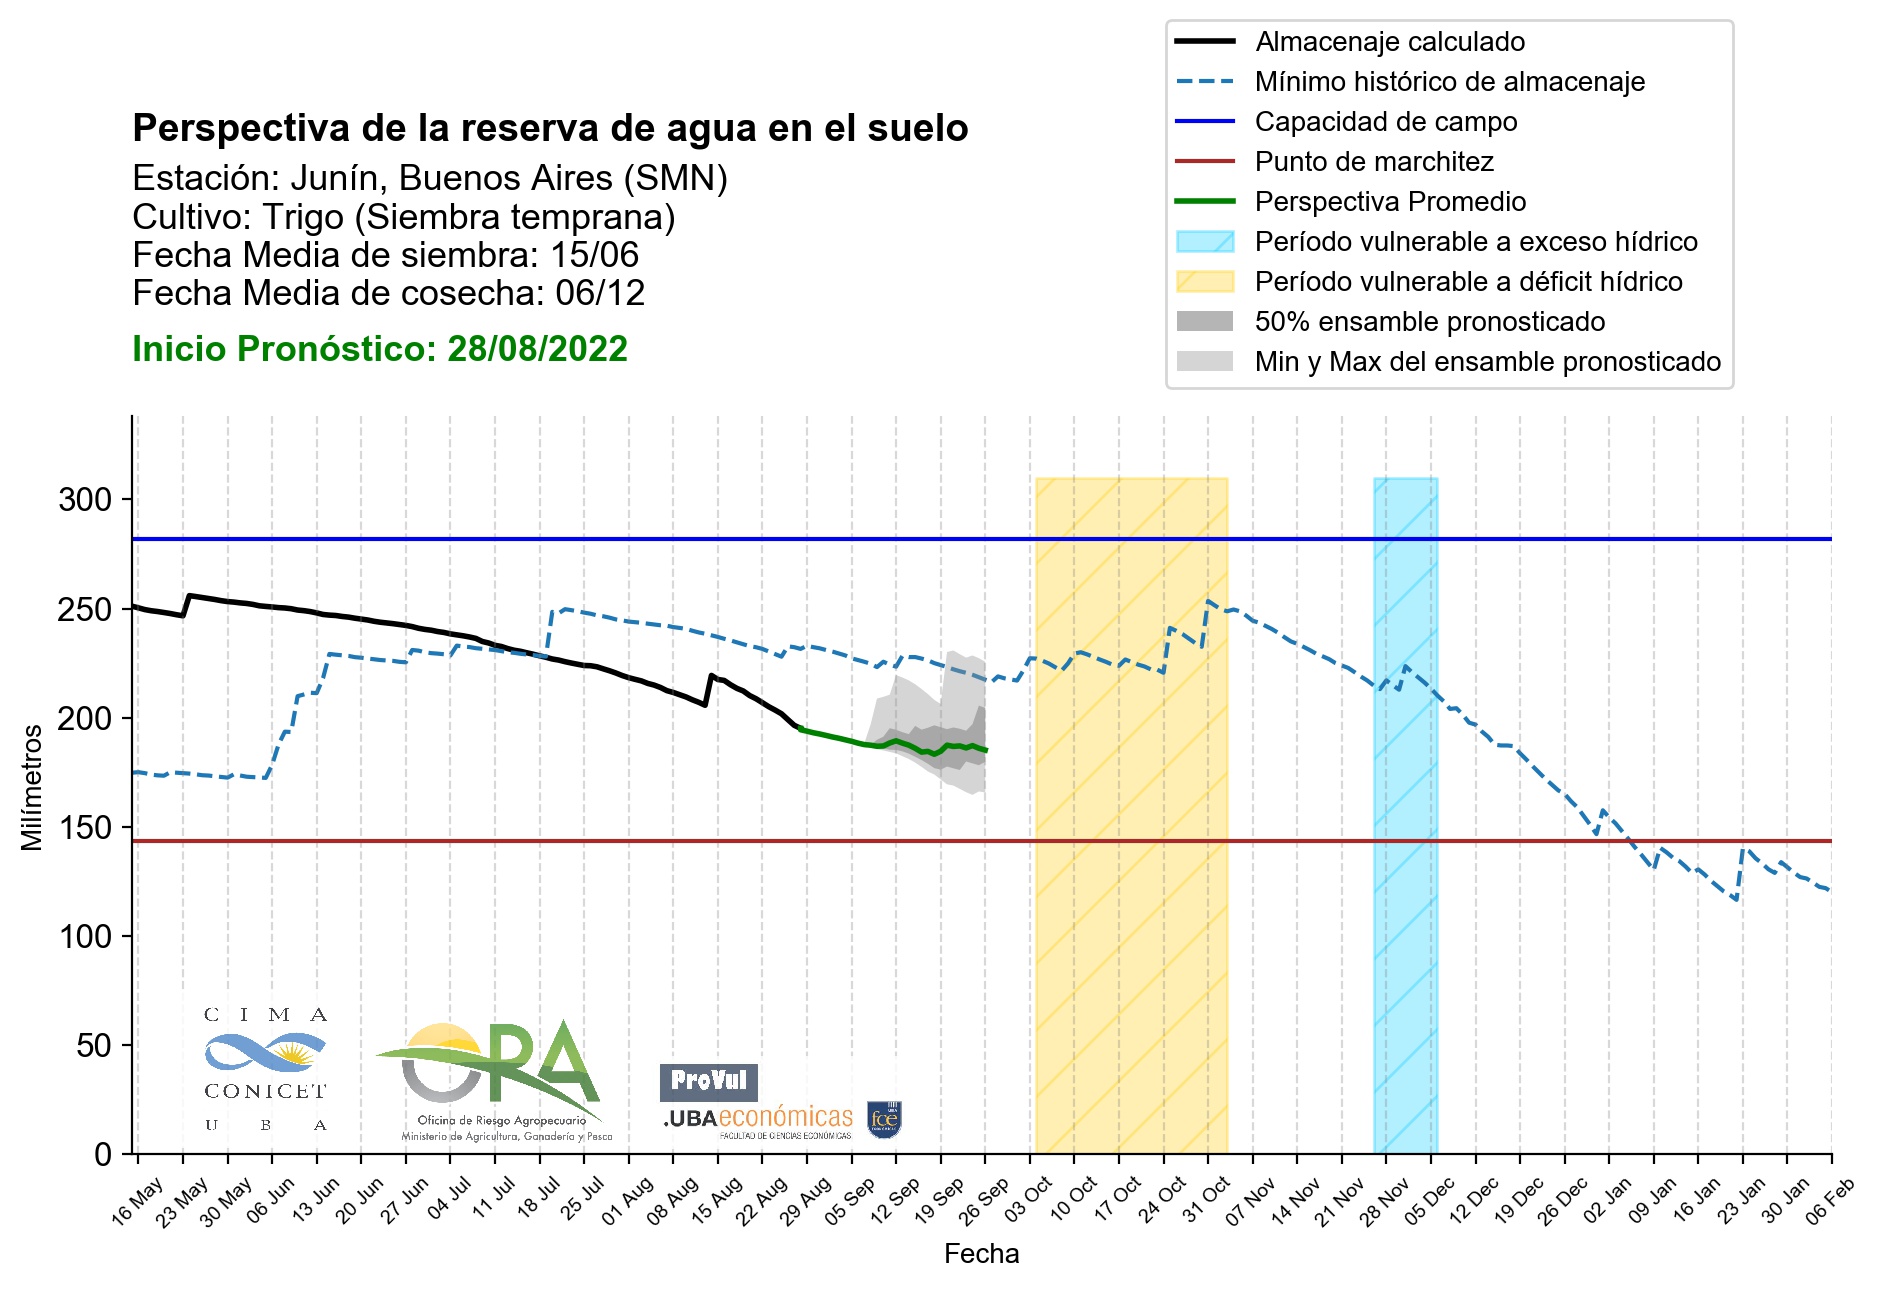 Almacenaje calculado
Mínimo histórico de almacenaje
Capacidad de campo
Punto de marchitez
Perspectiva Promedio
Período vulnerable a exceso hídrico
Período vulnerable a déficit hídrico
50% ensamble pronosticado
Min y Max del ensamble pronosticado
Perspectiva de la reserva de agua en el suelo
Estación: Junín, Buenos Aires (SMN)
Cultivo: Trigo (Siembra temprana)
Fecha Media de siembra: 15/06
Fecha Media de cosecha: 06/12
Inicio Pronóstico: 28/08/2022
300
250
200
150
100
50
0
Milímetros
CIMA
CONICET
UBA
ORA
Oficina de Riesgo Agropecuario
Ministerio de Agricultura, Ganadería y Pesca
ProVul
.UBAeconómicas
FACULTAD DE CIENCIAS ECONÓMICAS
fce
16 May 23 May 30 May 06 Jun 13 Jun 20 Jun 27 Jun 04 Jul 11 Jul 18 Jul 25 Jul 01 Aug 08 Aug 15 Aug 22 Aug 29 Aug 05 Sep 12 Sep 19 Sep 26 Sep 03 Oct 10 Oct 17 Oct 24 Oct 31 Oct 07 Nov 14 Nov 21 Nov 28 Nov 05 Dec 12 Dec 19 Dec 26 Dec 02 Jan 09 Jan 16 Jan 23 Jan 30 Jan 06 Feb
Fecha